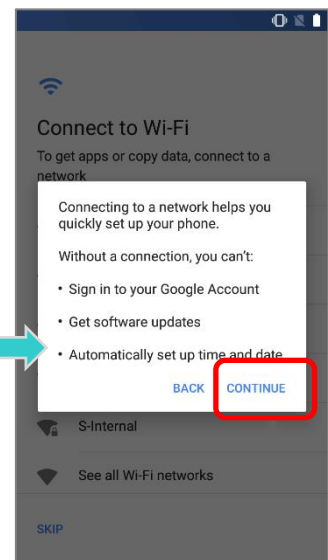 Connect to Wi-Fi
To get apps or copy data, connect to a
network
Connecting to a network helps you
quickly set up your phone.
Without a connection, you can't:
• Sign in to your Google Account
• Get software updates
• Automatically set up time and date
BACK CONTINUE
S-Internal
See all Wi-Fi networks
SKIP